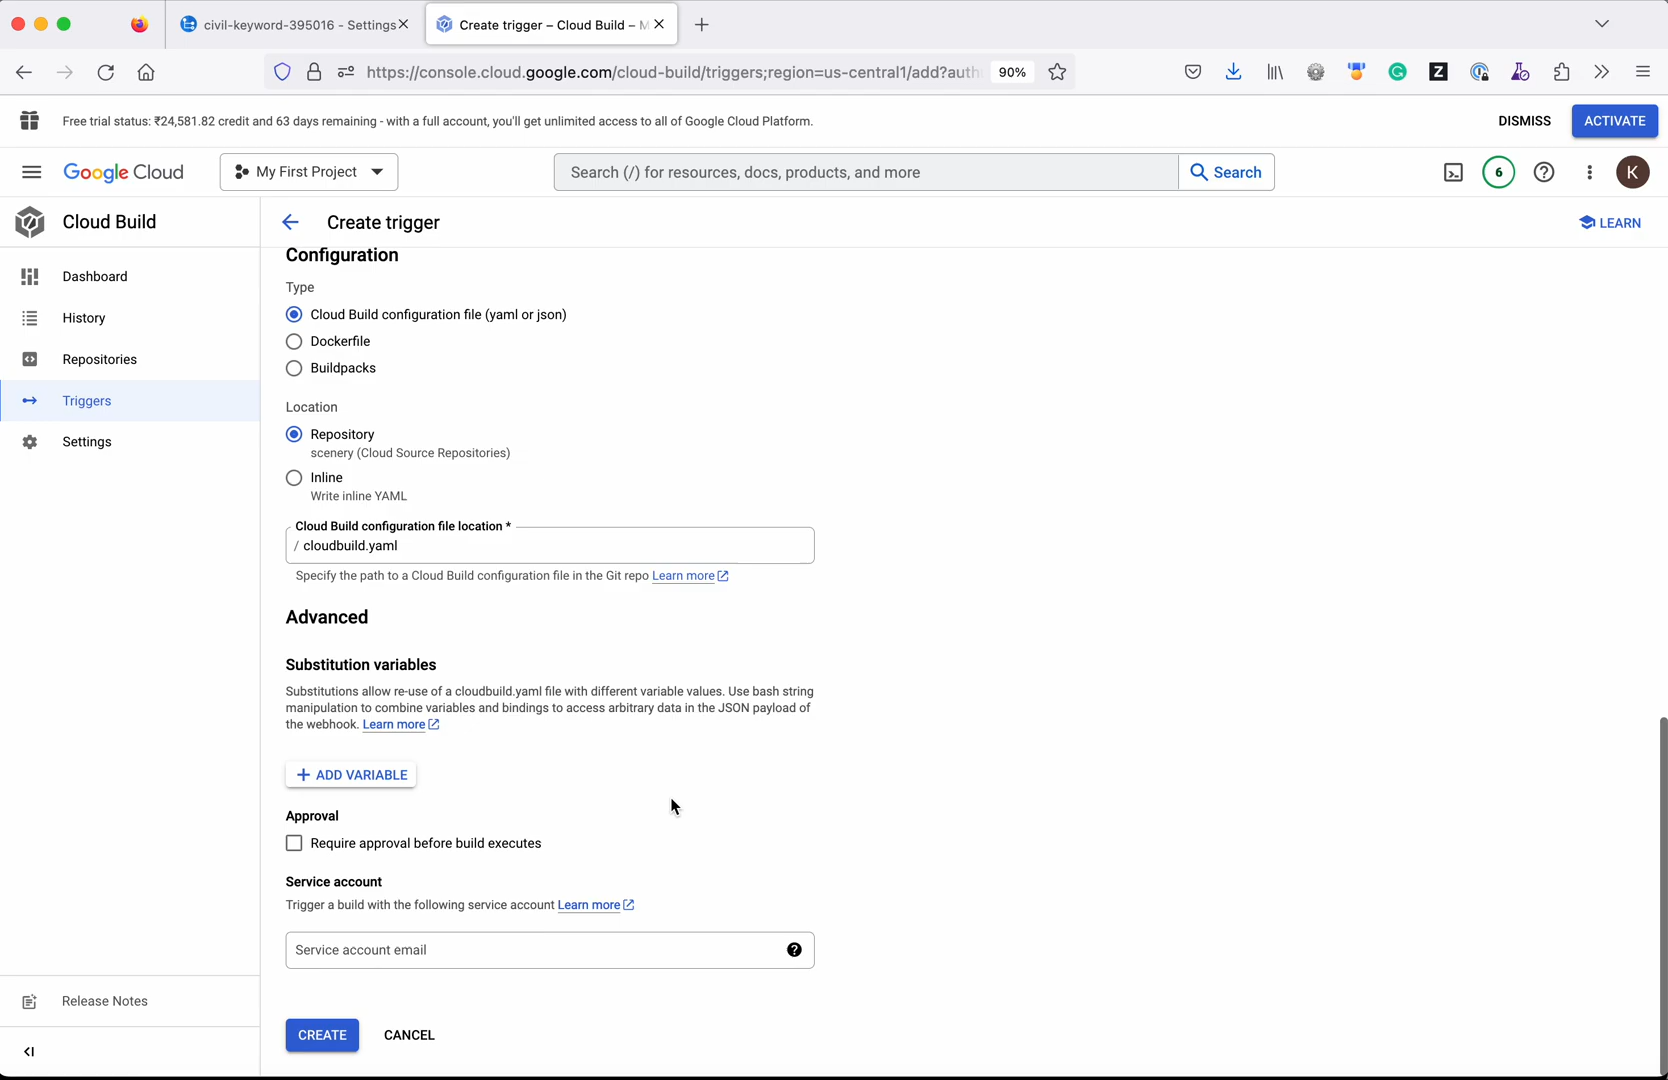 civil-keyword-395016 - Settings
Create trigger – Cloud Build – M
https://console.cloud.google.com/cloud-build/triggers;region=us-central1/add?auth
90%
Free trial status: ₹24,581.82 credit and 63 days remaining - with a full account, you'll get unlimited access to all of Google Cloud Platform.
DISMISS
ACTIVATE
Google Cloud
My First Project
Search (/) for resources, docs, products, and more
Search
6
K
Cloud Build
Create trigger
LEARN
Dashboard
History
Repositories
Triggers
Settings
Release Notes
Configuration
Type
Cloud Build configuration file (yaml or json)
Dockerfile
Buildpacks
Location
Repository
scenery (Cloud Source Repositories)
Inline
Write inline YAML
Cloud Build configuration file location *
/ cloudbuild.yaml
Specify the path to a Cloud Build configuration file in the Git repo Learn more
Advanced
Substitution variables
Substitutions allow re-use of a cloudbuild.yaml file with different variable values. Use bash string
manipulation to combine variables and bindings to access arbitrary data in the JSON payload of
the webhook. Learn more
+ ADD VARIABLE
Approval
Require approval before build executes
Service account
Trigger a build with the following service account Learn more
Service account email
CREATE
CANCEL